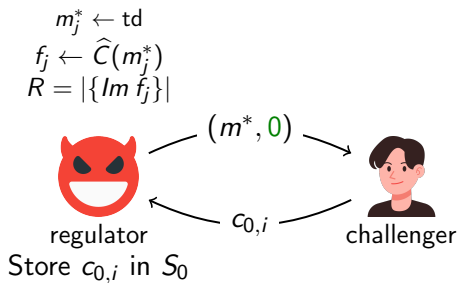 m*_j ← td
f_j ← Ĉ(m*_j)
R = |{Im f_j}|
(m*, 0)
c_{0,i}
regulator
challenger
Store c_{0,i} in S_0